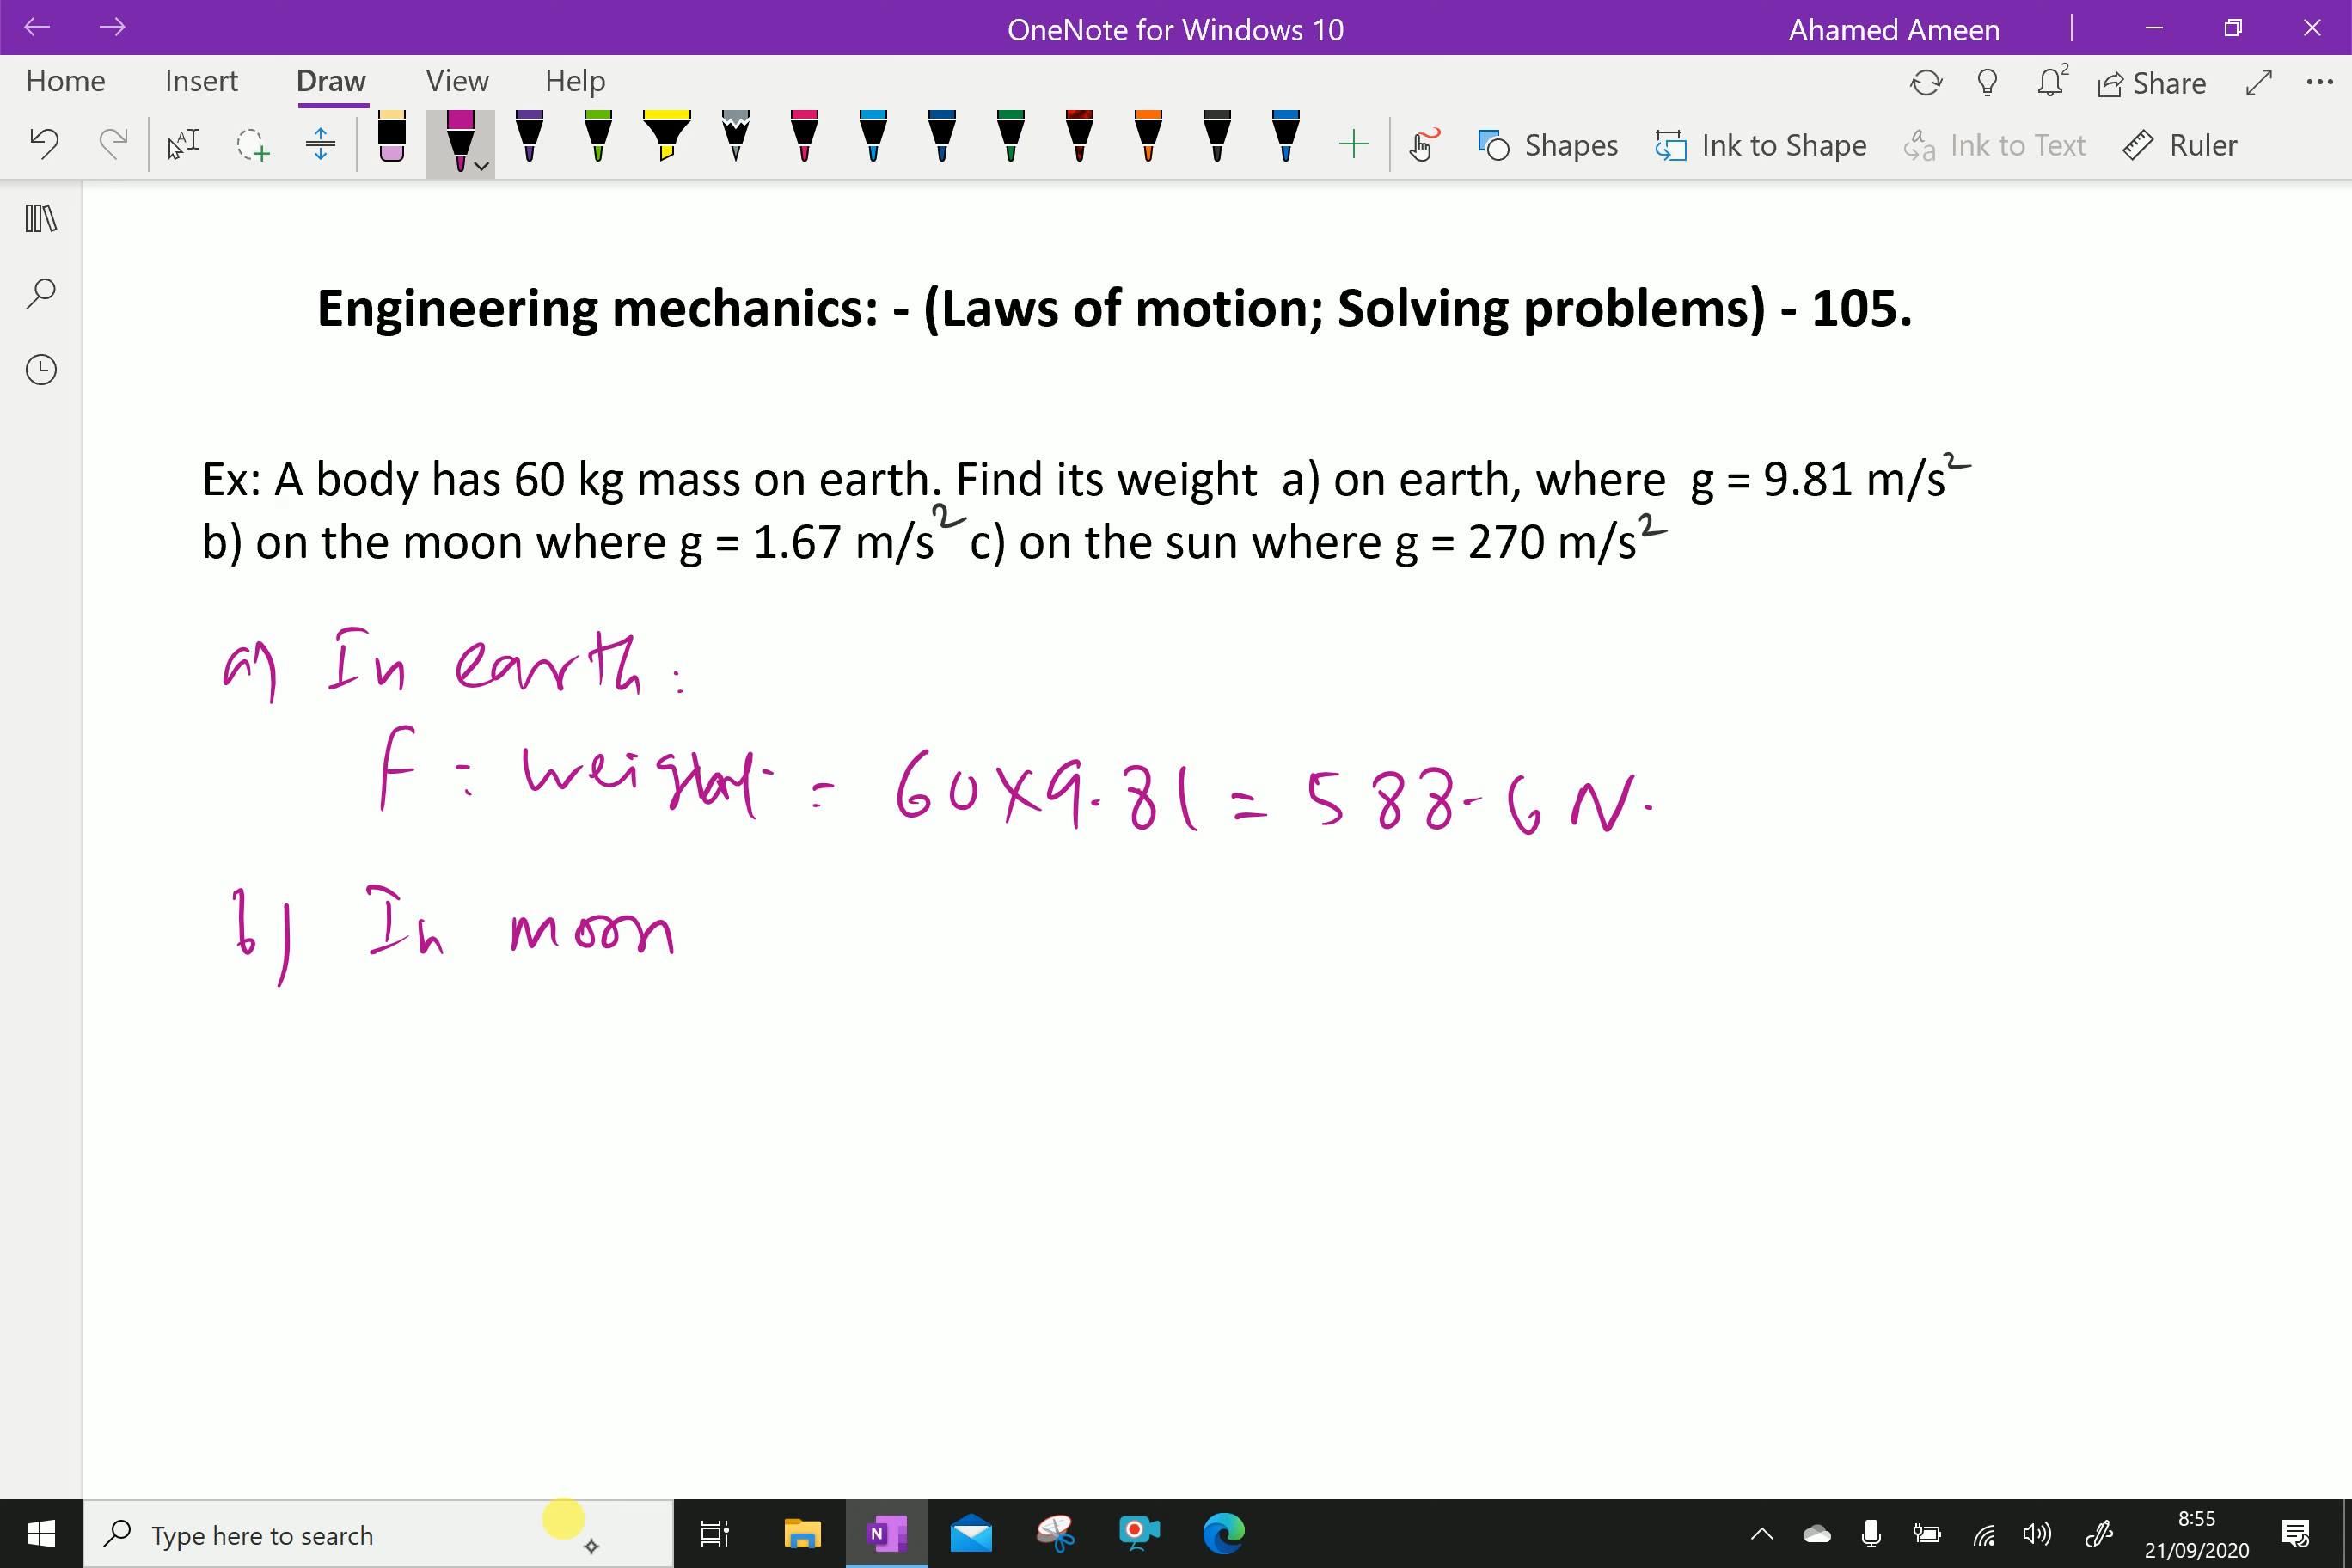 OneNote for Windows 10 Ahamed Ameen
Home Insert Draw View Help 2 Share
Shapes Ink to Shape Ink to Text Ruler
Engineering mechanics: - (Laws of motion; Solving problems) - 105.
Ex: A body has 60 kg mass on earth. Find its weight a) on earth, where g = 9.81 m/s²
b) on the moon where g = 1.67 m/s² c) on the sun where g = 270 m/s²
a) In earth:
F = weight = 60×9.81 = 588.6 N.
b) In moon
Type here to search
8:55
21/09/2020